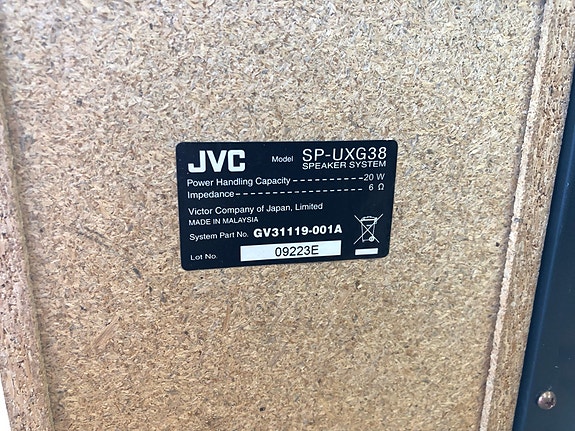 JVC Model SP-UXG38
SPEAKER SYSTEM
Power Handling Capacity ---------------- 20 W
Impedance ---------------------------- 6 Ω
Victor Company of Japan, Limited
MADE IN MALAYSIA
System Part No. GV31119-001A
Lot No. 09223E